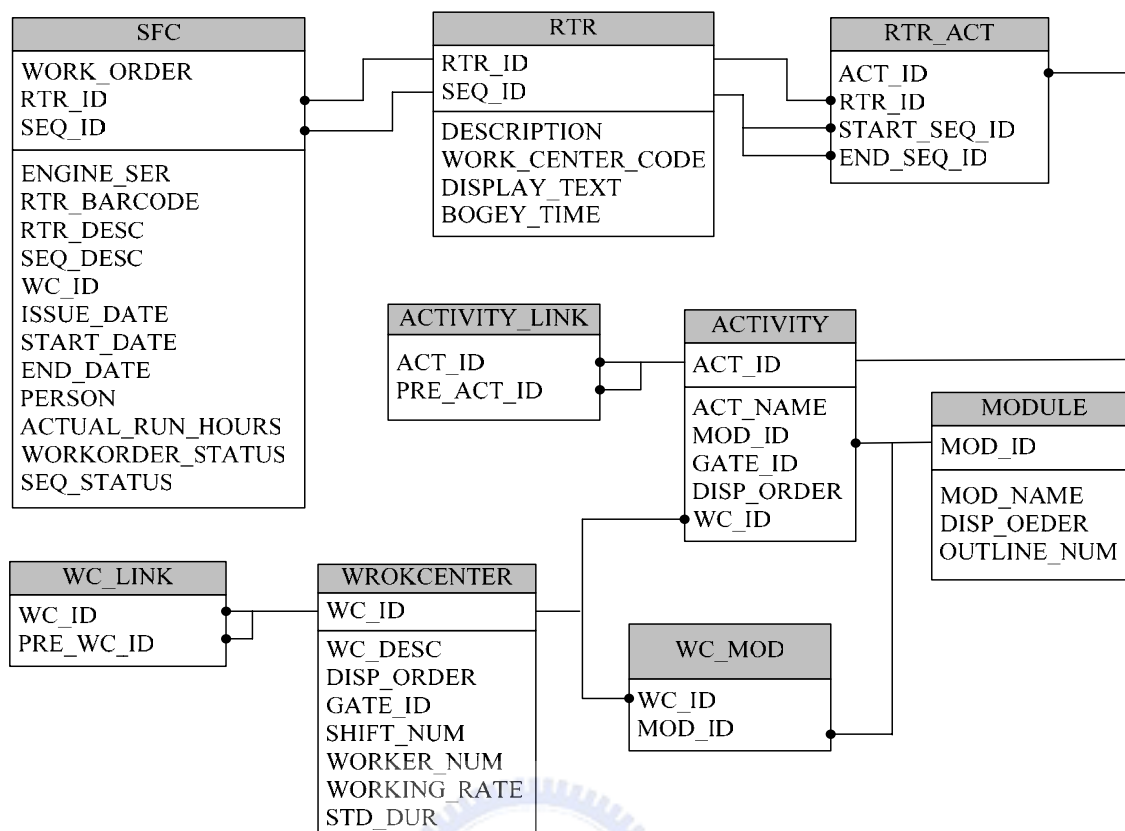 SFC
WORK_ORDER
RTR_ID
SEQ_ID
ENGINE_SER
RTR_BARCODE
RTR_DESC
SEQ_DESC
WC_ID
ISSUE_DATE
START_DATE
END_DATE
PERSON
ACTUAL_RUN_HOURS
WORKORDER_STATUS
SEQ_STATUS
RTR
RTR_ID
SEQ_ID
DESCRIPTION
WORK_CENTER_CODE
DISPLAY_TEXT
BOGEY_TIME
RTR_ACT
ACT_ID
RTR_ID
START_SEQ_ID
END_SEQ_ID
ACTIVITY_LINK
ACT_ID
PRE_ACT_ID
ACTIVITY
ACT_ID
ACT_NAME
MOD_ID
GATE_ID
DISP_ORDER
WC_ID
MODULE
MOD_ID
MOD_NAME
DISP_OEDER
OUTLINE_NUM
WC_LINK
WC_ID
PRE_WC_ID
WROKCENTER
WC_ID
WC_DESC
DISP_ORDER
GATE_ID
SHIFT_NUM
WORKER_NUM
WORKING_RATE
STD_DUR
WC_MOD
WC_ID
MOD_ID